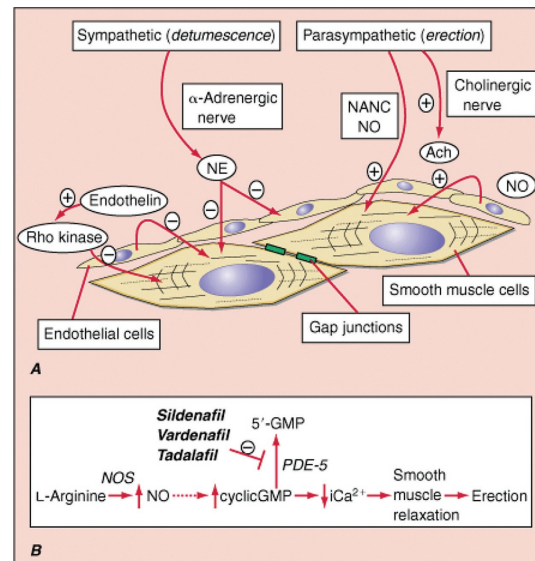 Sympathetic (detumescence)
Parasympathetic (erection)
α-Adrenergic
nerve
NANC
NO
Cholinergic
nerve
+
Ach
NE
+
+
NO
−
−
+
Endothelin
−
Rho kinase
−
Endothelial cells
Gap junctions
Smooth muscle cells
A
Sildenafil
Vardenafil
Tadalafil
−
5′-GMP
PDE-5
L-Arginine
NOS
NO
cyclicGMP
iCa2+
Smooth
muscle
relaxation
Erection
B